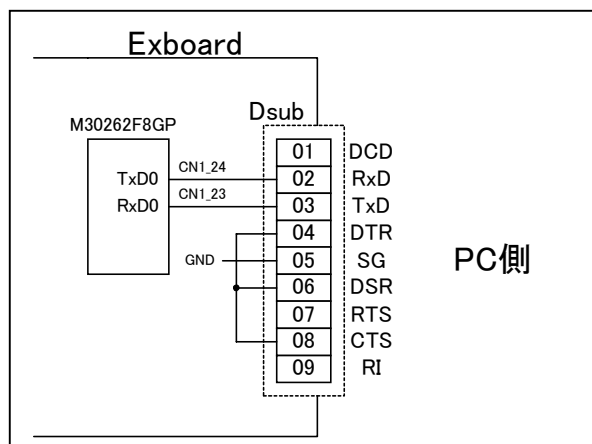 Exboard
Dsub
M30262F8GP
01 DCD
TxD0 CN1_24 02 RxD
RxD0 CN1_23 03 TxD
04 DTR
GND 05 SG
PC側
06 DSR
07 RTS
08 CTS
09 RI